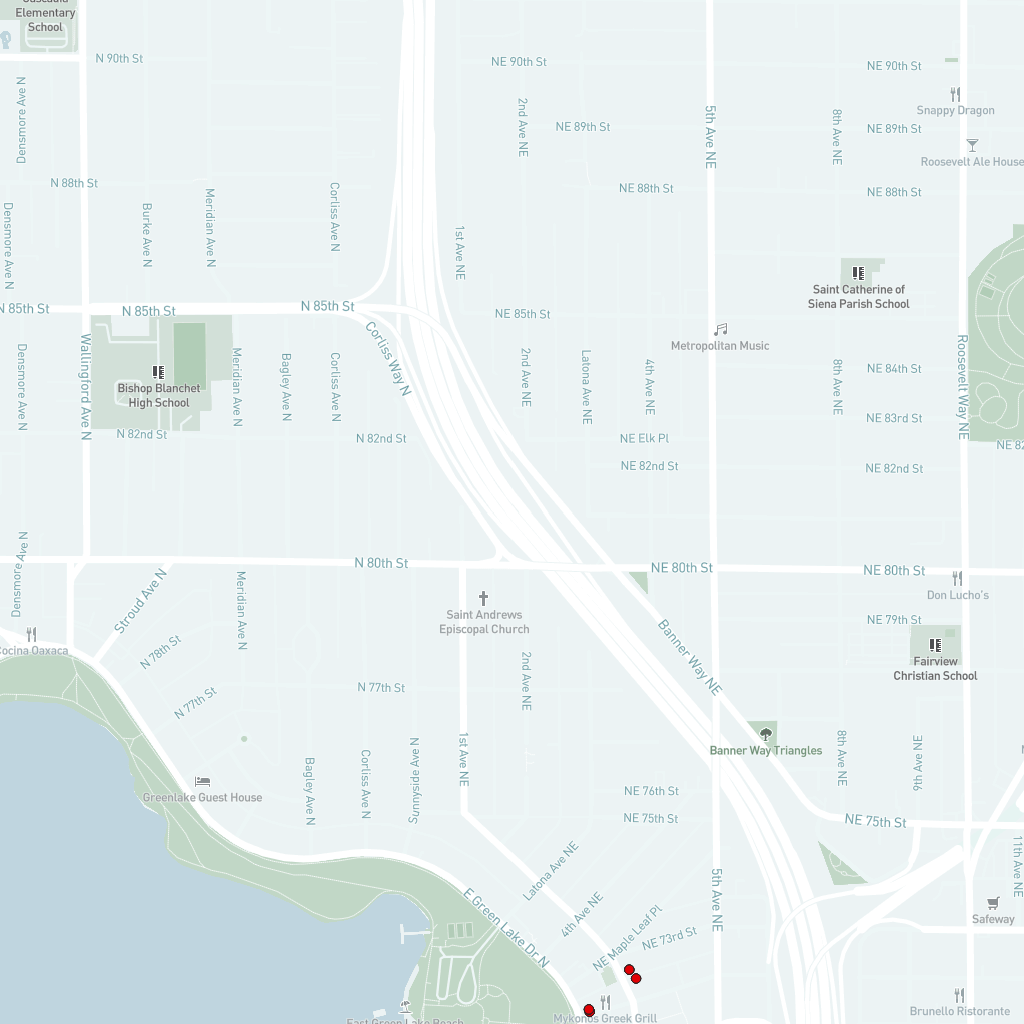 Cascadia
Elementary
School
N 90th St
NE 90th St
NE 90th St
Densmore Ave N
2nd Ave NE
5th Ave NE
8th Ave NE
Snappy Dragon
NE 89th St
NE 89th St
Roosevelt Ale House
N 88th St
NE 88th St
NE 88th St
Densmore Ave N
Burke Ave N
Meridian Ave N
Corliss Ave N
1st Ave NE
Saint Catherine of
Siena Parish School
N 85th St
N 85th St
N 85th St
NE 85th St
Corliss Way N
Metropolitan Music
Roosevelt Way NE
Wallingford Ave N
Densmore Ave N
Bishop Blanchet
High School
Meridian Ave N
Bagley Ave N
Corliss Ave N
2nd Ave NE
Latona Ave NE
4th Ave NE
8th Ave NE
NE 84th St
NE 83rd St
N 82nd St
N 82nd St
NE Elk Pl
NE 82nd St
NE 82nd St
NE 82
Densmore Ave N
N 80th St
NE 80th St
NE 80th St
Stroud Ave N
Meridian Ave N
Saint Andrews
Episcopal Church
Don Lucho's
NE 79th St
Cocina Oaxaca
N 78th St
N 77th St
N 77th St
2nd Ave NE
Banner Way NE
Fairview
Christian School
Banner Way Triangles
1st Ave NE
8th Ave NE
9th Ave NE
Greenlake Guest House
Bagley Ave N
Corliss Ave N
Sunnyside Ave N
NE 76th St
NE 75th St
NE 75th St
11th Ave NE
Latona Ave NE
5th Ave NE
E Green Lake Dr N
4th Ave NE
NE Maple Leaf Pl
NE 73rd St
Safeway
Mykonos Greek Grill
Brunello Ristorante
East Green Lake Beach